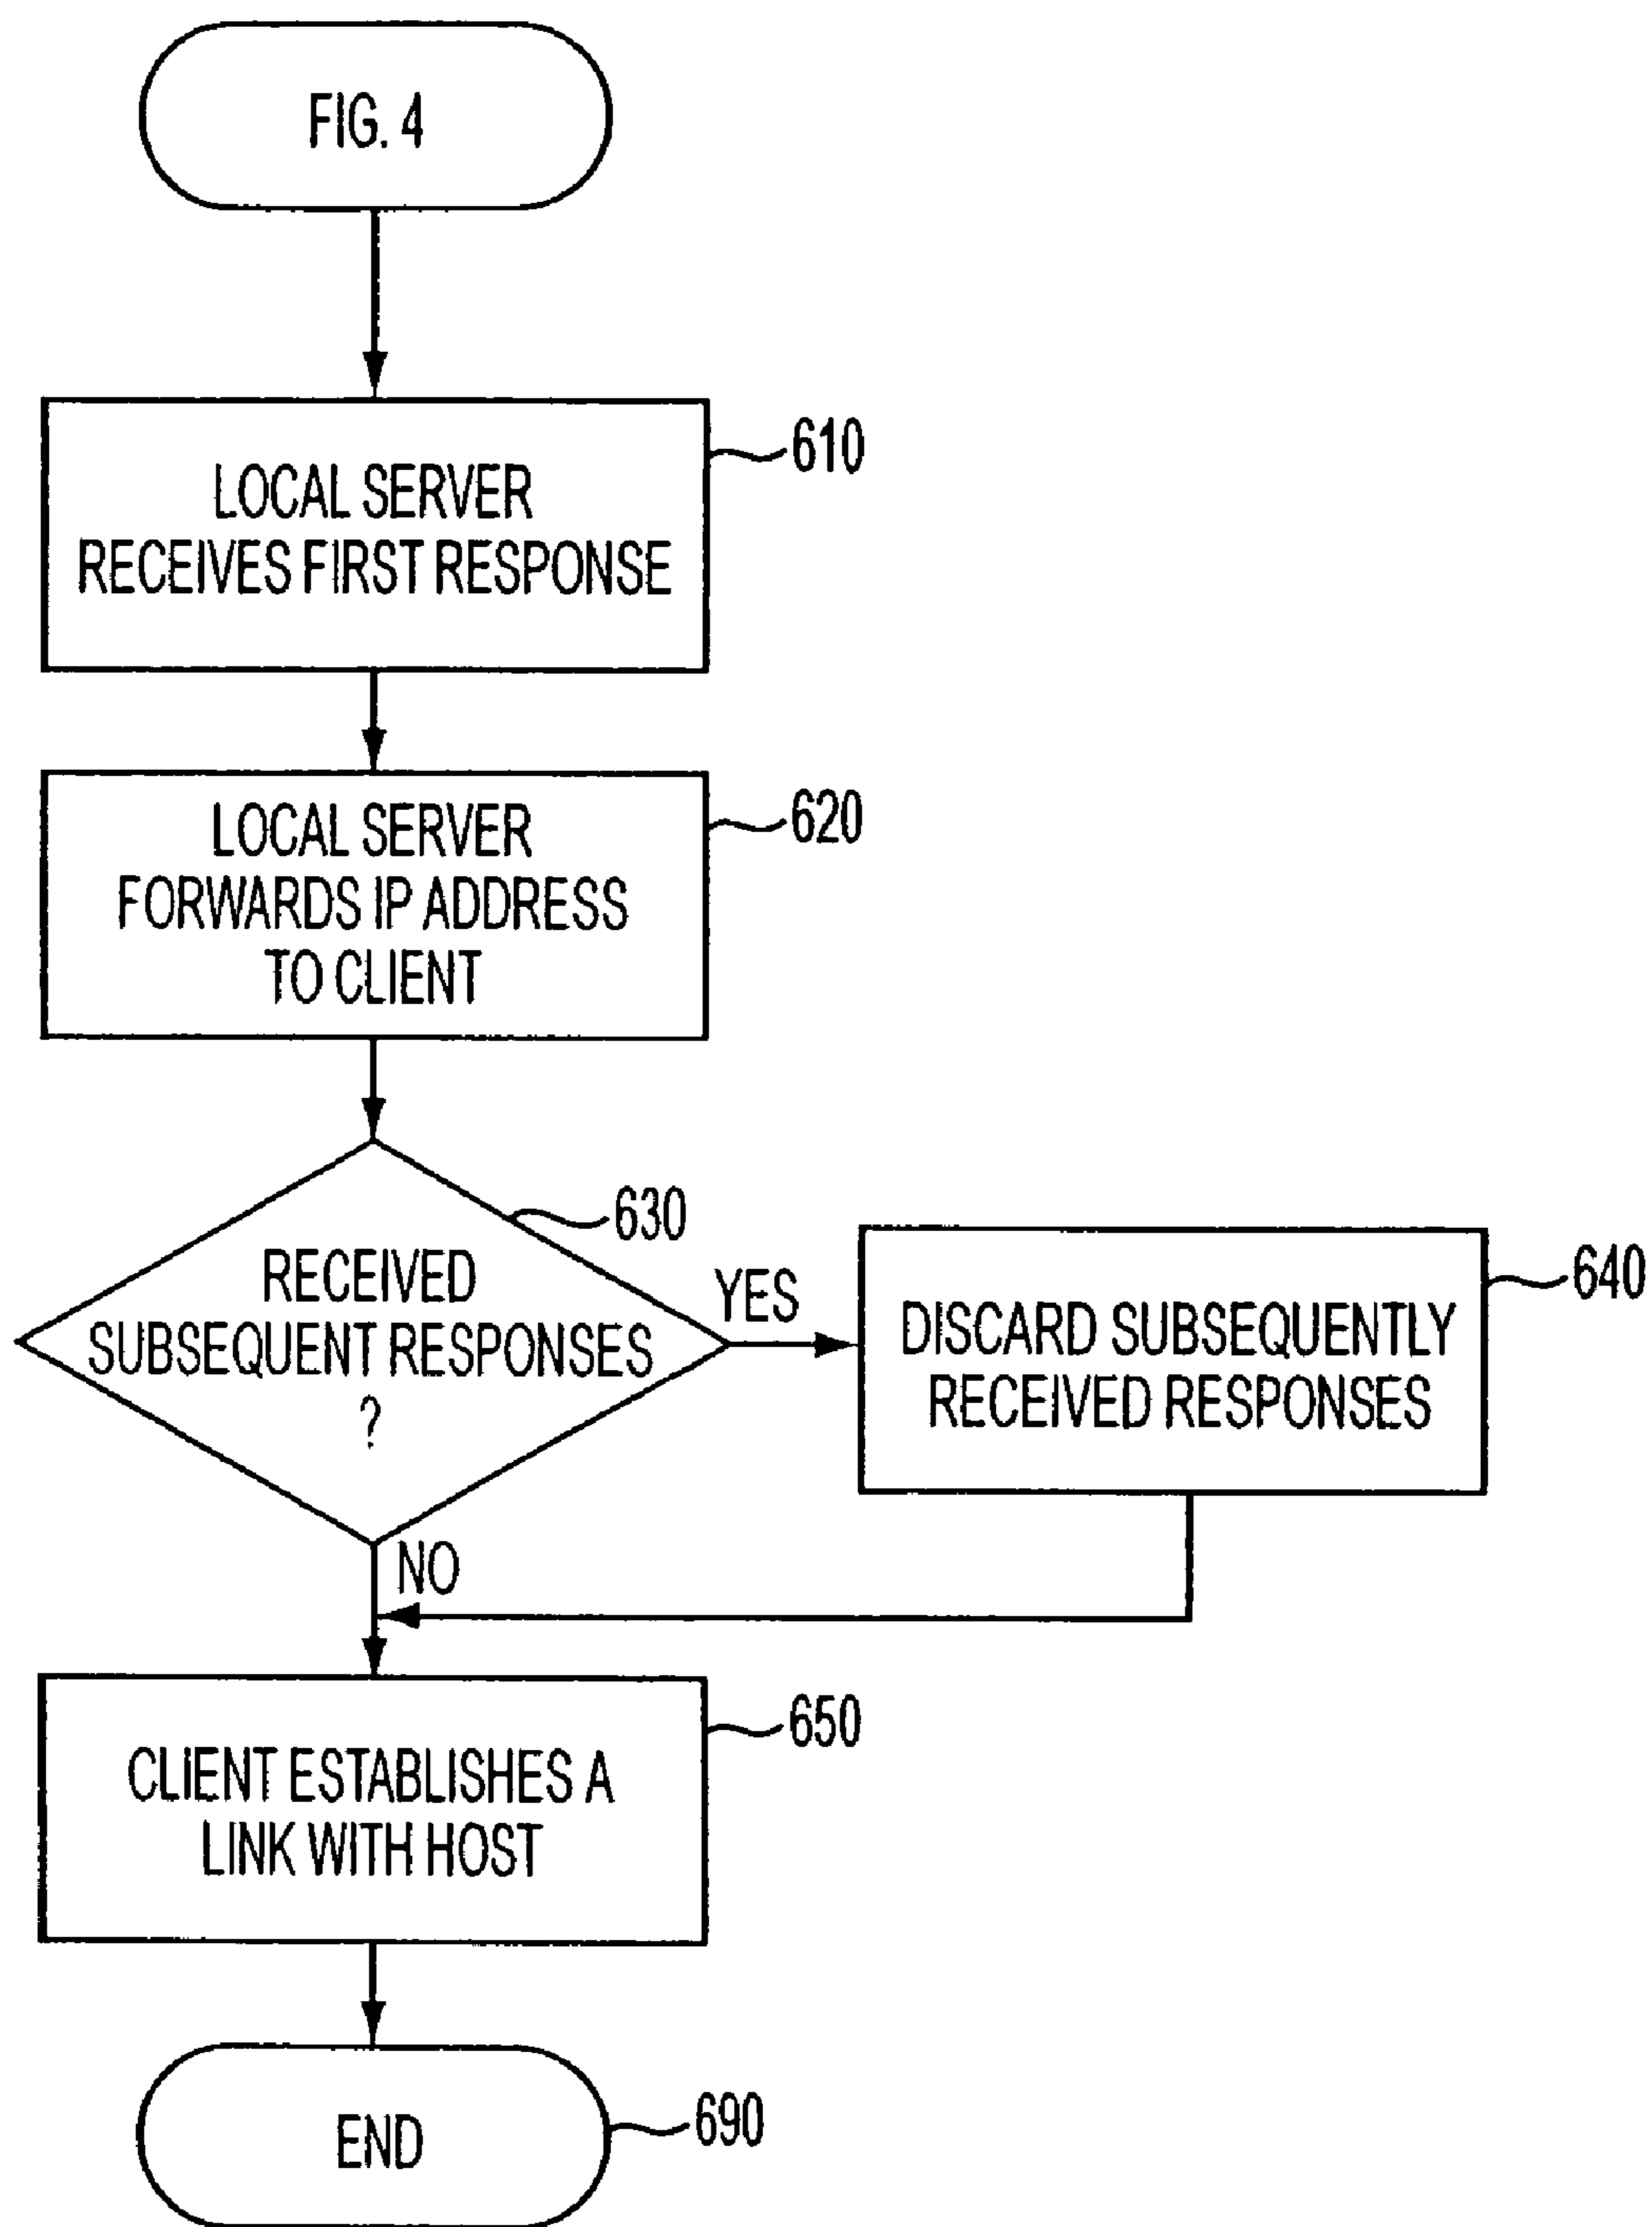 FIG. 4
LOCAL SERVER
RECEIVES FIRST RESPONSE
610
LOCAL SERVER
FORWARDS IP ADDRESS
TO CLIENT
620
RECEIVED
SUBSEQUENT RESPONSES
?
630
YES
DISCARD SUBSEQUENTLY
RECEIVED RESPONSES
640
NO
CLIENT ESTABLISHES A
LINK WITH HOST
650
END
690